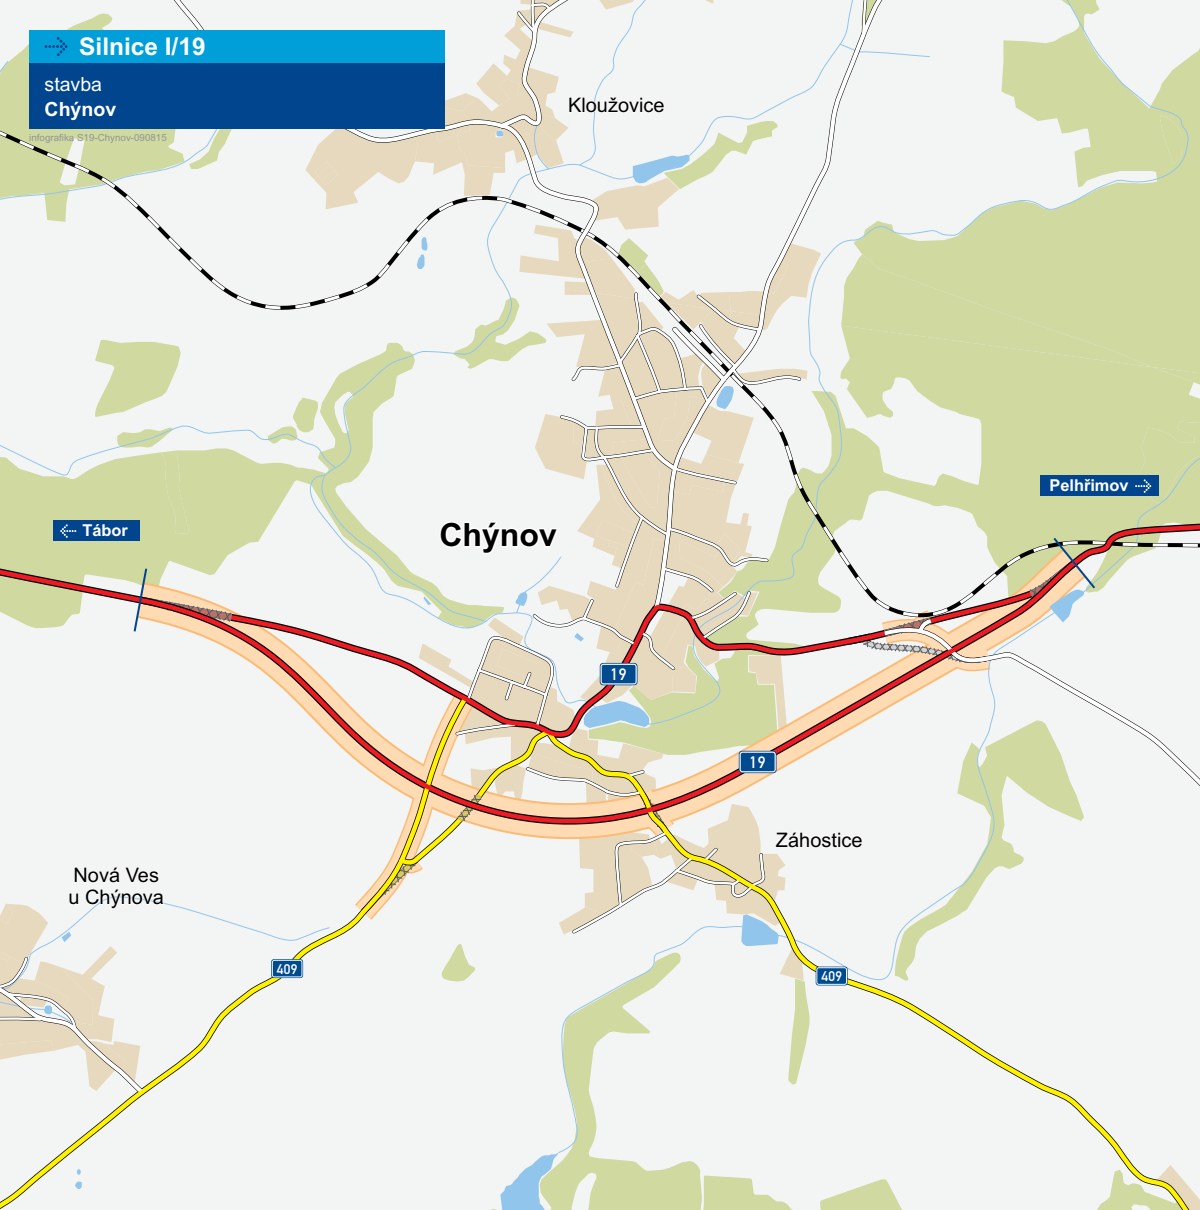 Silnice I/19
stavba
Chýnov
infografika S19-Chynov-090815
Kloužovice
Pelhřimov
Tábor
Chýnov
19
19
Záhostice
Nová Ves
u Chýnova
409
409